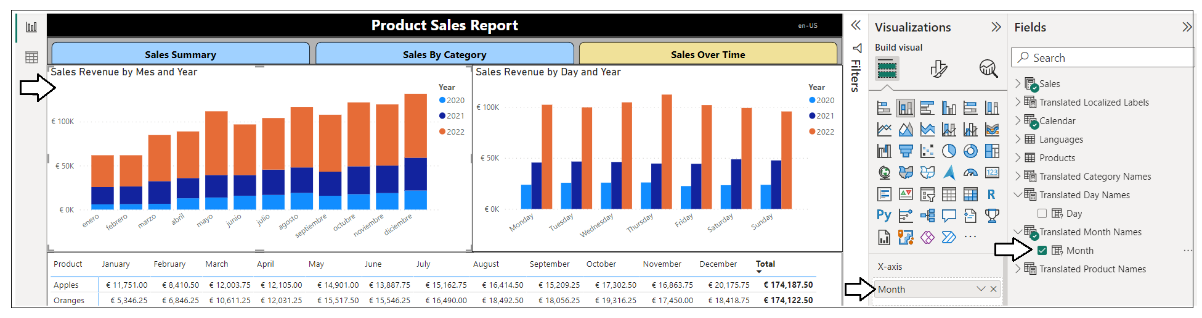 Product Sales Report
en-US
Sales Summary
Sales By Category
Sales Over Time
Sales Revenue by Mes and Year
Year
2020
2021
2022
€ 100K
€ 50K
€ 0K
enero
febrero
marzo
abril
mayo
junio
julio
agosto
septiembre
octubre
noviembre
diciembre
Sales Revenue by Day and Year
Year
2020
2021
2022
€ 100K
€ 50K
€ 0K
Monday
Tuesday
Wednesday
Thursday
Friday
Saturday
Sunday
Product January February March April May June July August September October November December Total
Apples € 11,751.00 € 8,410.50 € 12,003.75 € 12,105.00 € 14,901.00 € 13,887.75 € 15,162.75 € 16,414.50 € 15,209.25 € 17,302.50 € 16,863.75 € 20,175.75 € 174,187.50
Oranges € 5,346.25 € 6,846.25 € 10,611.25 € 12,031.25 € 15,517.50 € 15,546.25 € 16,490.00 € 18,492.50 € 18,056.25 € 19,316.25 € 17,450.00 € 18,418.75 € 174,122.50
Filters
Visualizations
Build visual
123
R
Py
X-axis
Month
Fields
Search
Sales
Translated Localized Labels
Calendar
Languages
Products
Translated Category Names
Translated Day Names
Day
Translated Month Names
Month
Translated Product Names